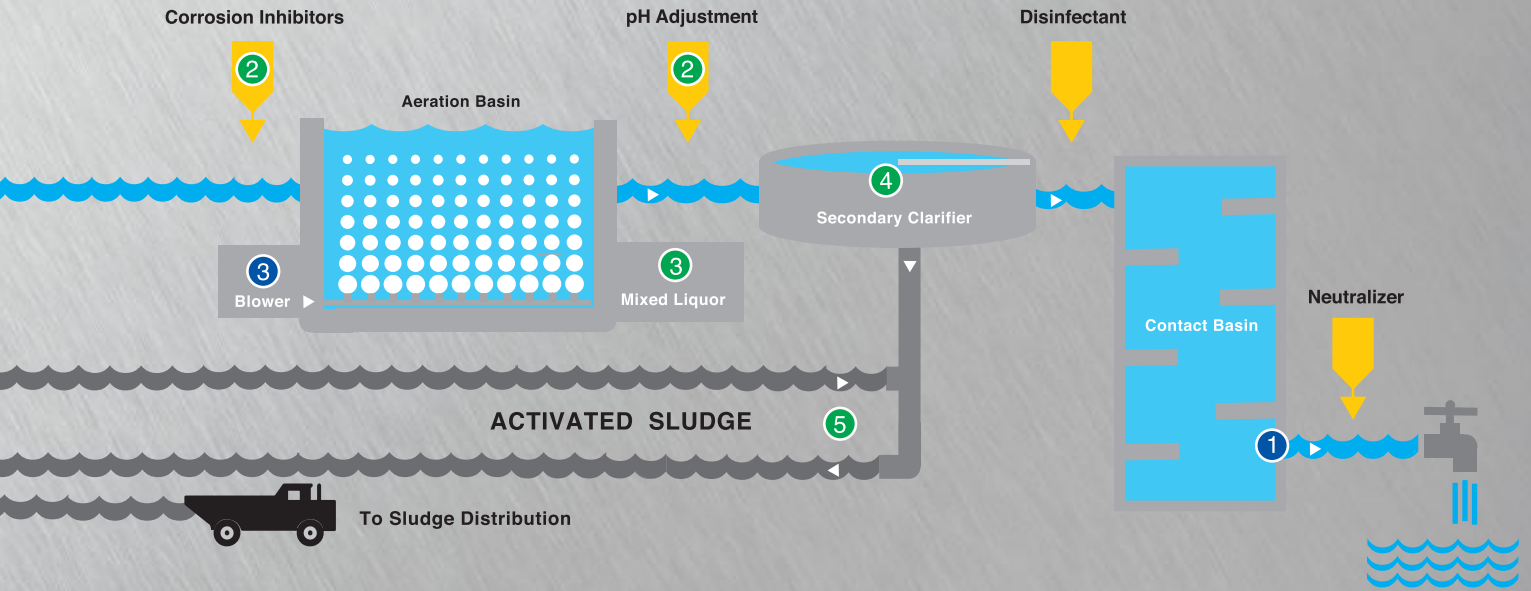 Corrosion Inhibitors
pH Adjustment
Disinfectant
2
2
Aeration Basin
4
Secondary Clarifier
3
Blower
3
Mixed Liquor
Neutralizer
Contact Basin
ACTIVATED SLUDGE
5
1
To Sludge Distribution